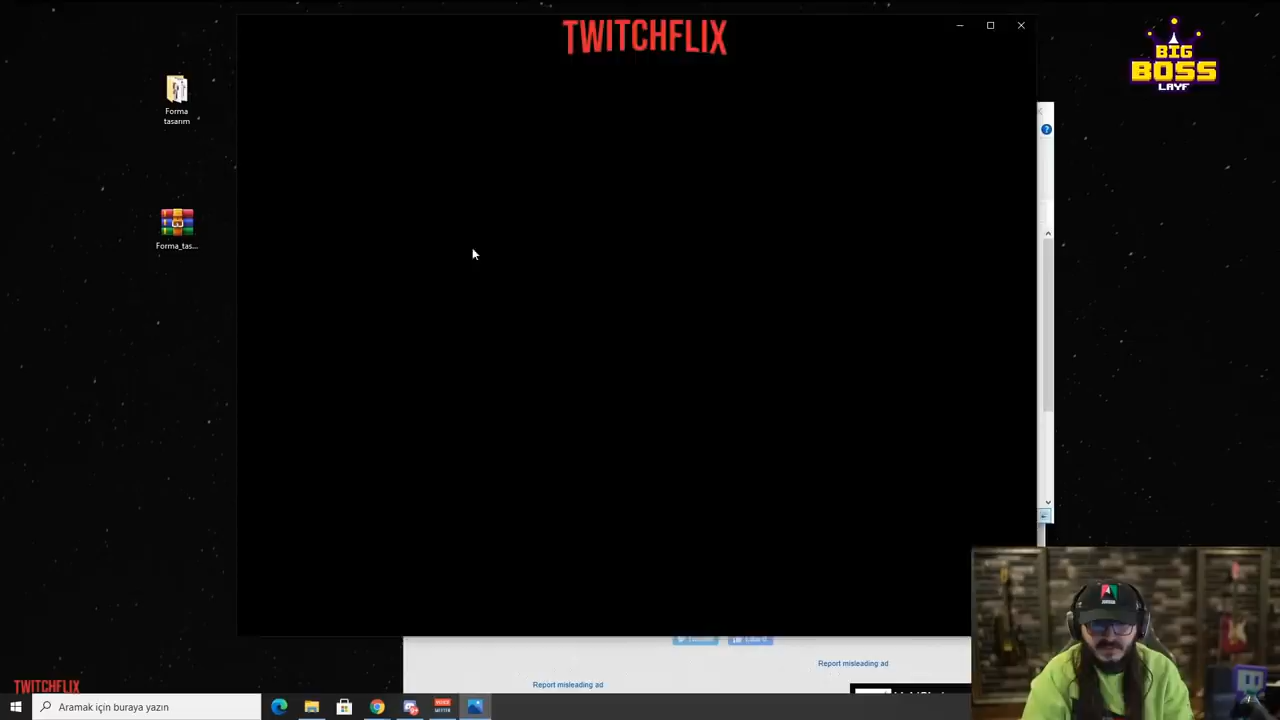 TWITCHFLIX
BIG
BOSS
LAYF
Forma
tasarım
Forma_tas...
Report misleading ad
Report misleading ad
TWITCHFLIX
Aramak için buraya yazın